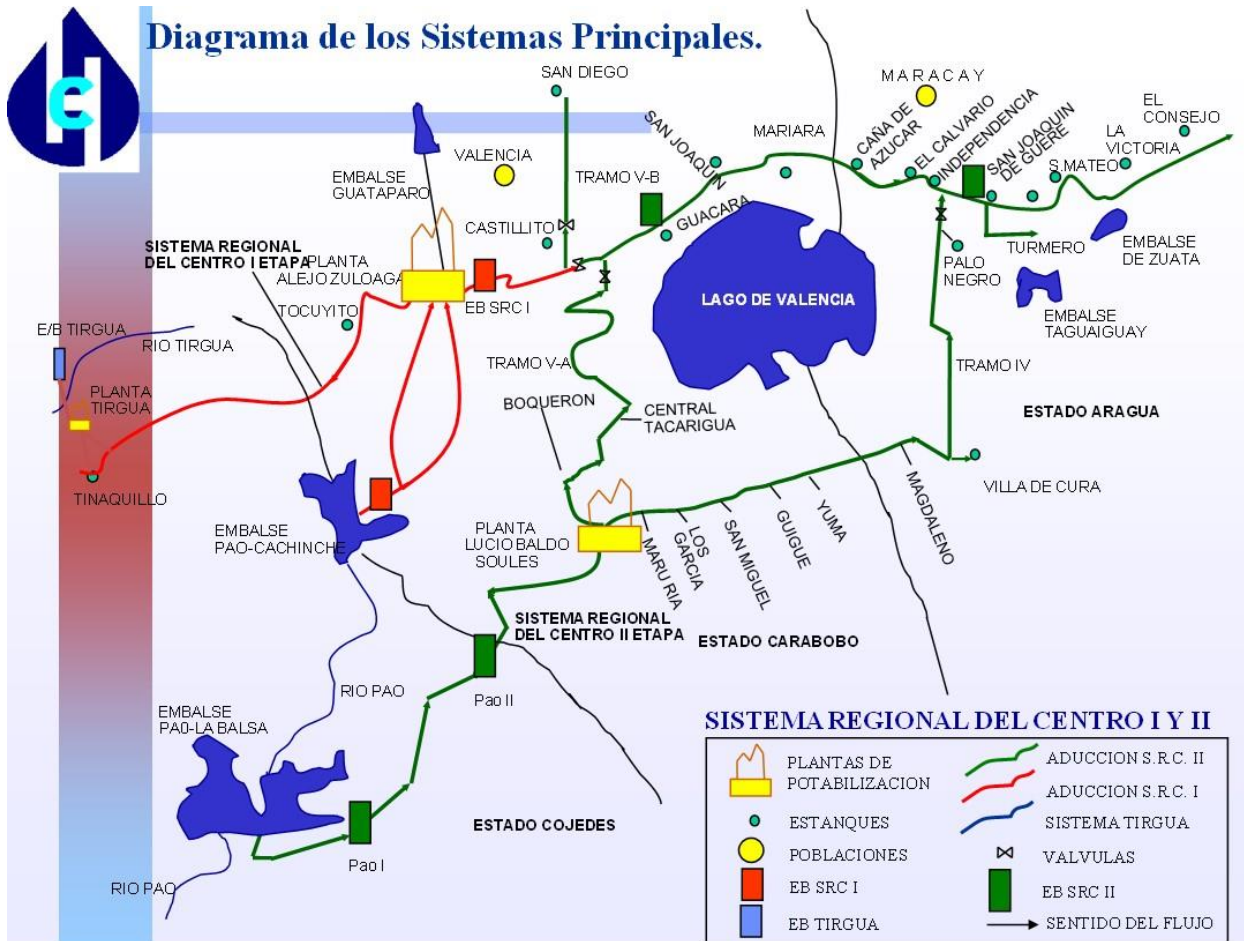 Diagrama de los Sistemas Principales.
C
H
SAN DIEGO
MARACAY
EL
CONSEJO
LA
VICTORIA
CAÑA DE
AZUCAR
EL CALVARIO
INDEPENDENCIA
SAN JOAQUIN
DE GUERE
S.MATEO
MARIARA
SAN JOAQUIN
VALENCIA
TRAMO V-B
EMBALSE
GUATAPARO
GUACARA
CASTILLITO
SISTEMA REGIONAL
DEL CENTRO I ETAPA
PLANTA
ALEJO ZULOAGA
EB SRC I
TURMERO
EMBALSE
DE ZUATA
PALO
NEGRO
LAGO DE VALENCIA
TOCUYITO
EMBALSE
TAGUAIGUAY
E/B TIRGUA
RIO TIRGUA
TRAMO V-A
TRAMO IV
PLANTA
TIRGUA
BOQUERON
CENTRAL
TACARIGUA
ESTADO ARAGUA
TINAQUILLO
VILLA DE CURA
EMBALSE
PAO-CACHINCHE
PLANTA
LUCIO BALDO
SOULES
MARU RIA
LOS
GARCIA
SAN MIGUEL
GUIGUE
YUMA
MAGDALENO
SISTEMA REGIONAL
DEL CENTRO II ETAPA
ESTADO CARABOBO
RIO PAO
Pao II
EMBALSE
PA0-LA BALSA
ESTADO COJEDES
Pao I
RIO PAO
SISTEMA REGIONAL DEL CENTRO I Y II
PLANTAS DE
POTABILIZACION
ADUCCION S.R.C. II
ADUCCION S.R.C. I
ESTANQUES
SISTEMA TIRGUA
POBLACIONES
VALVULAS
EB SRC I
EB SRC II
EB TIRGUA
SENTIDO DEL FLUJO